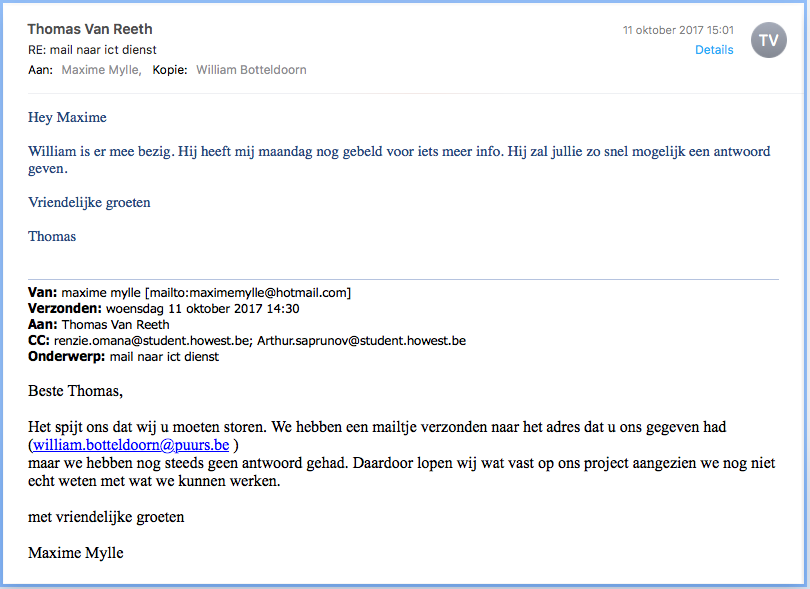 Thomas Van Reeth
11 oktober 2017 15:01
TV
RE: mail naar ict dienst
Details
Aan: Maxime Mylle, Kopie: William Botteldoorn
Hey Maxime
William is er mee bezig. Hij heeft mij maandag nog gebeld voor iets meer info. Hij zal jullie zo snel mogelijk een antwoord
geven.
Vriendelijke groeten
Thomas
Van: maxime mylle [mailto:maximemylle@hotmail.com]
Verzonden: woensdag 11 oktober 2017 14:30
Aan: Thomas Van Reeth
CC: renzie.omana@student.howest.be; Arthur.saprunov@student.howest.be
Onderwerp: mail naar ict dienst
Beste Thomas,
Het spijt ons dat wij u moeten storen. We hebben een mailtje verzonden naar het adres dat u ons gegeven had
(william.botteldoorn@puurs.be )
maar we hebben nog steeds geen antwoord gehad. Daardoor lopen wij wat vast op ons project aangezien we nog niet
echt weten met wat we kunnen werken.
met vriendelijke groeten
Maxime Mylle